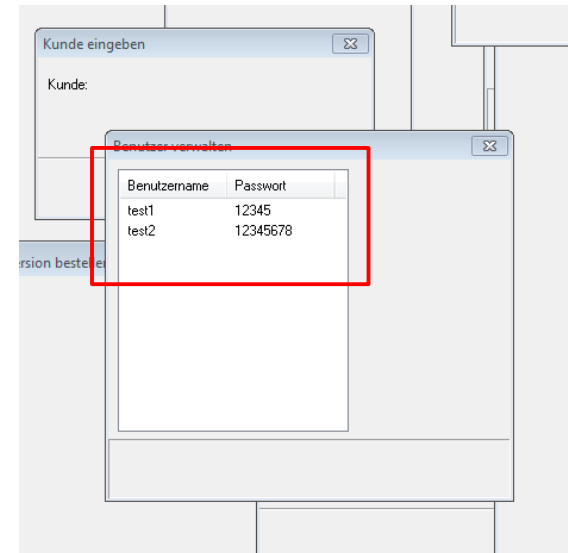 Kunde eingeben
Kunde:
Benutzer verwalten
Benutzername Passwort
test1 12345
test2 12345678
rsion bestelle